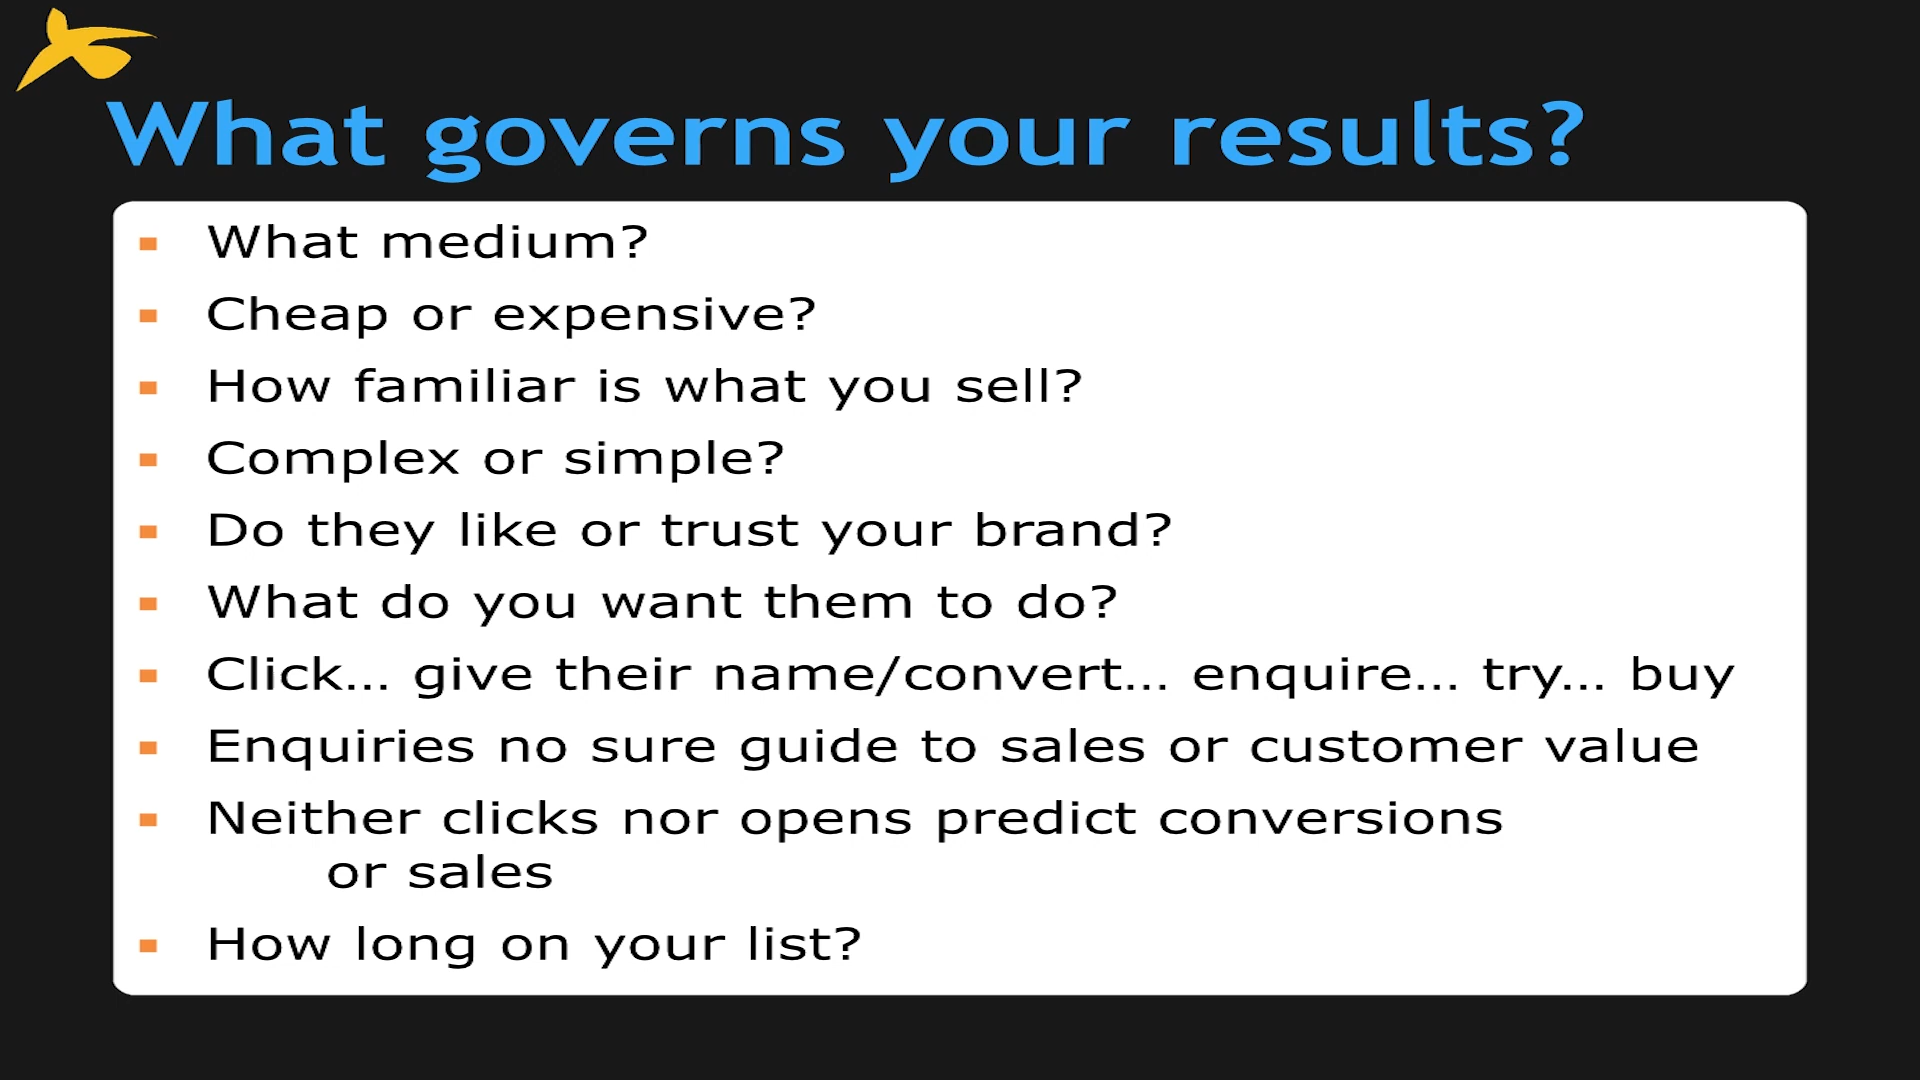 What governs your results?
What medium?
Cheap or expensive?
How familiar is what you sell?
Complex or simple?
Do they like or trust your brand?
What do you want them to do?
Click... give their name/convert... enquire... try... buy
Enquiries no sure guide to sales or customer value
Neither clicks nor opens predict conversions
or sales
How long on your list?